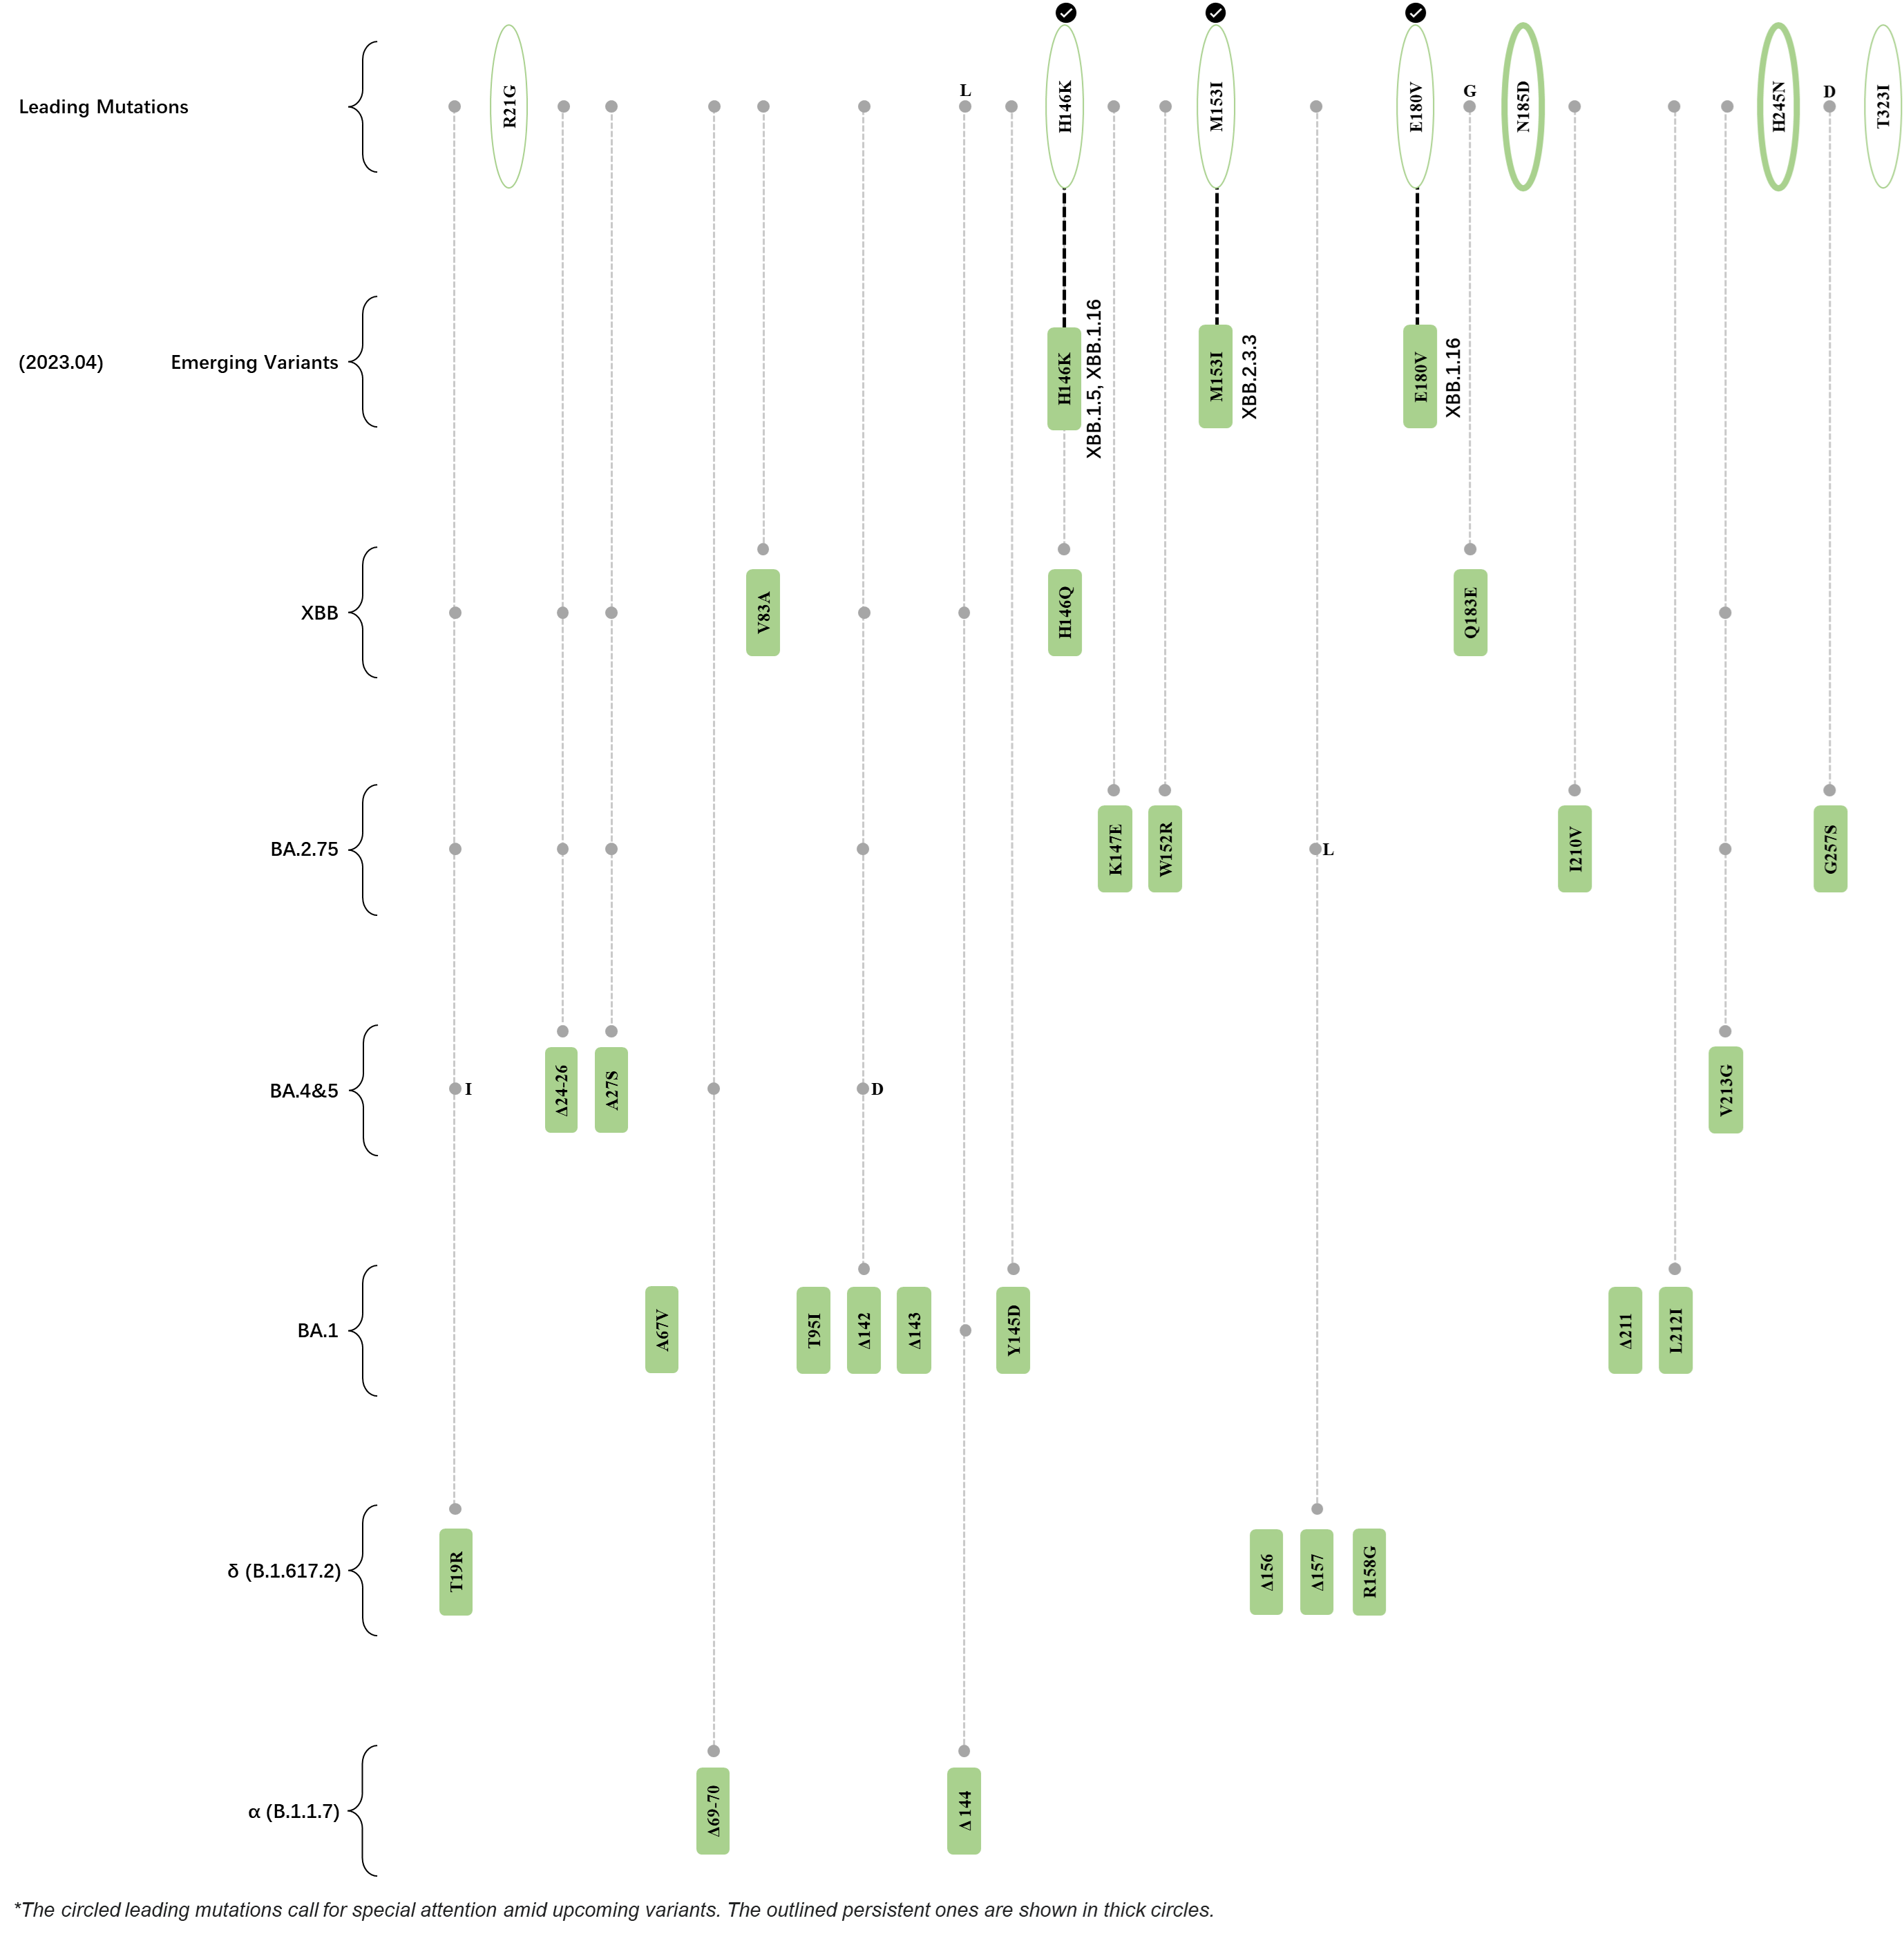 L
G
D
Leading Mutations
R21G
H146K
M153I
E180V
N185D
H245N
T323I
(2023.04)
Emerging Variants
H146K
XBB.1.5, XBB.1.16
M153I
XBB.2.3.3
E180V
XBB.1.16
XBB
V83A
H146Q
Q183E
BA.2.75
K147E
W152R
L
I210V
G257S
BA.4&5
I
Δ24-26
A27S
D
V213G
BA.1
A67V
T95I
Δ142
Δ143
Y145D
Δ211
L212I
δ (B.1.617.2)
T19R
Δ156
Δ157
R158G
α (B.1.1.7)
Δ69-70
Δ144
*The circled leading mutations call for special attention amid upcoming variants. The outlined persistent ones are shown in thick circles.